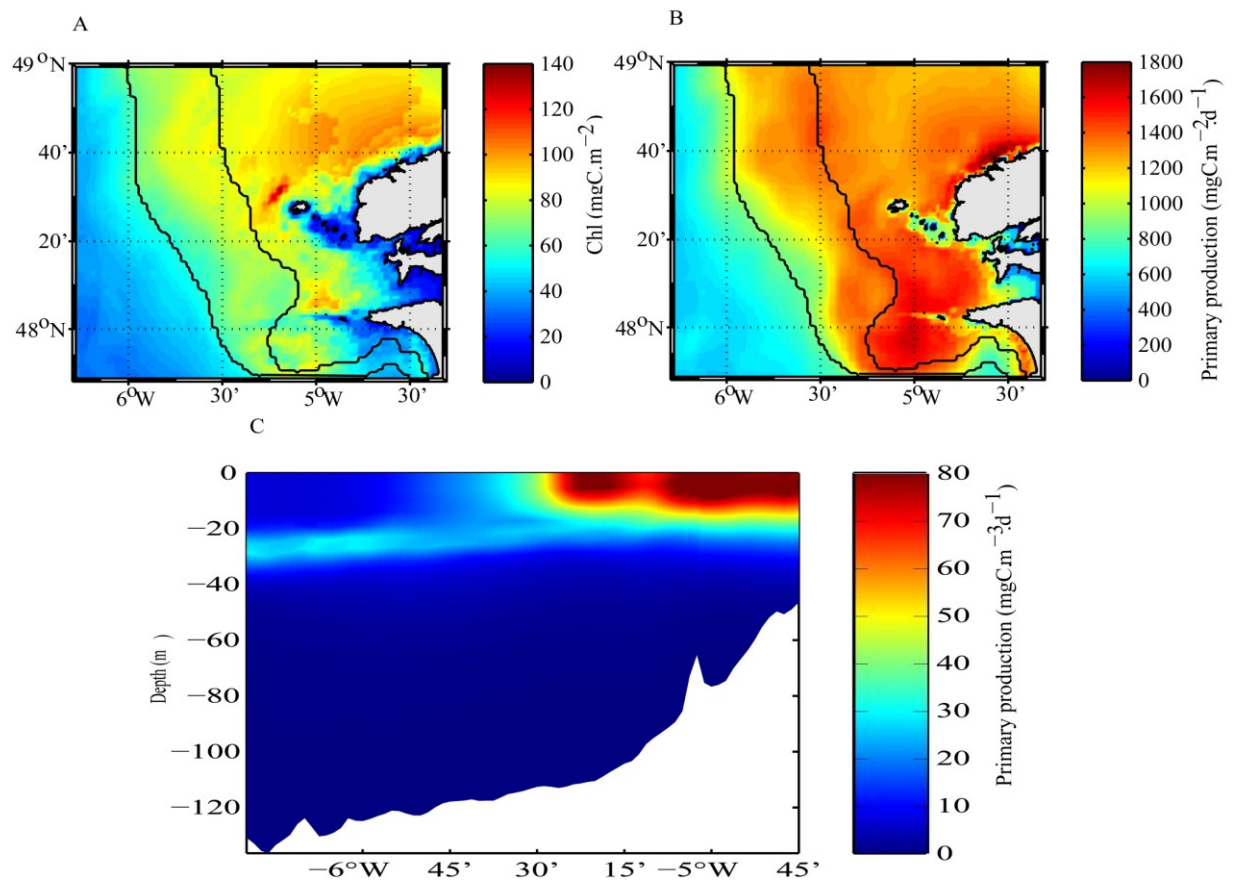 A
49°N
40'
20'
48°N
6°W
30'
5°W
30'
140
120
100
80
60
40
20
0
Chl (mgC.m−2)
B
49°N
40'
20'
48°N
6°W
30'
5°W
30'
1800
1600
1400
1200
1000
800
600
400
200
0
Primary production (mgCm−2.d−1)
C
0
−20
−40
−60
−80
−100
−120
Depth (m )
−6°W
45'
30'
15'
−5°W
45'
80
70
60
50
40
30
20
10
0
Primary production (mgCm−3.d−1)